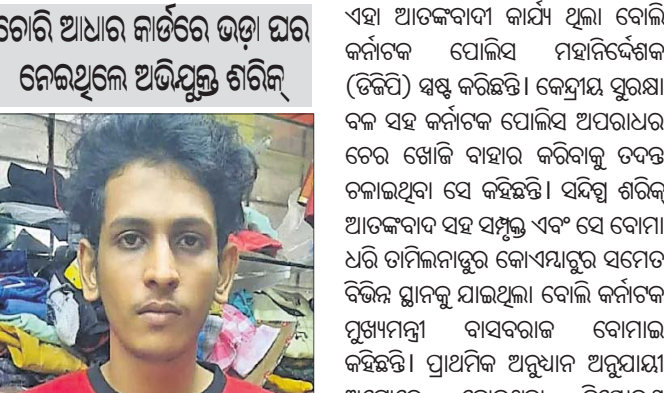 ଚୋରି ଆଧାର କାର୍ଡରେ ଭଡ଼ା ଘର
ନେଇଥିଲେ ଅଭିଯୁକ୍ତ ଶରିକ୍
ଏହା ଆତଙ୍କବାଦୀ କାର୍ଯ୍ୟ ଥିଲା ବୋଲି
କର୍ନାଟକ ପୋଲିସ ମହାନିର୍ଦ୍ଦେଶକ
(ଡିଜିପି) ସ୍ପଷ୍ଟ କରିଛନ୍ତି। କେନ୍ଦ୍ରୀୟ ସୁରକ୍ଷା
ବଳ ସହ କର୍ନାଟକ ପୋଲିସ ଅପରାଧର
ଚେର ଖୋଜି ବାହାର କରିବାକୁ ତଦନ୍ତ
ଚଳାଇଥିବା ସେ କହିଛନ୍ତି। ସନ୍ଦିଗ୍ଧ ଶରିକ୍
ଆତଙ୍କବାଦ ସହ ସମ୍ପୃକ୍ତ ଏବଂ ସେ ବୋମା
ଧରି ତାମିଲନାଡୁର କୋଏମ୍ବାଟୁର ସମେତ
ବିଭିନ୍ନ ସ୍ଥାନକୁ ଯାଇଥିଲା ବୋଲି କର୍ନାଟକ
ମୁଖ୍ୟମନ୍ତ୍ରୀ ବାସବରାଜ ବୋମାଇ
କହିଛନ୍ତି। ପ୍ରାଥମିକ ଅନୁଧ୍ୟାନ ଅନୁଯାୟୀ